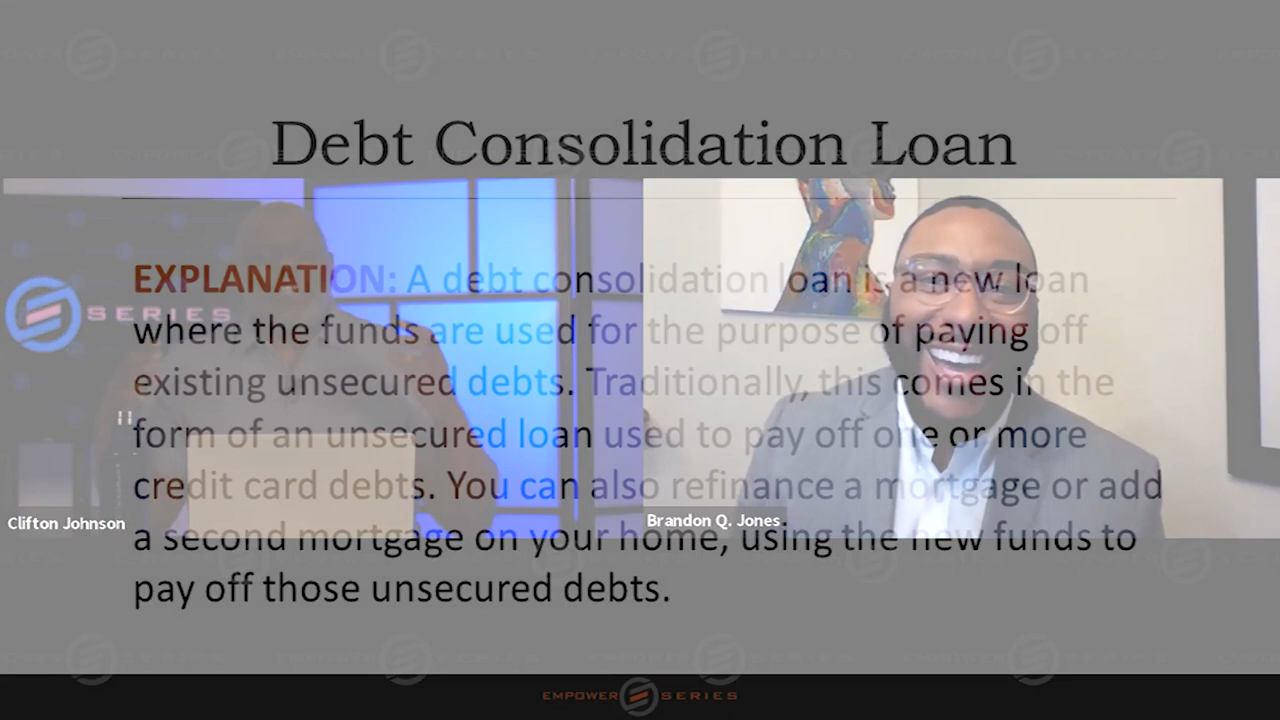 Debt Consolidation Loan
EXPLANATION: A debt consolidation loan is a new loan
where the funds are used for the purpose of paying off
existing unsecured debts. Traditionally, this comes in the
form of an unsecured loan used to pay off one or more
credit card debts. You can also refinance a mortgage or add
a second mortgage on your home, using the new funds to
pay off those unsecured debts.
SERIES
Clifton Johnson
Brandon Q. Jones
EMPOWER SERIES